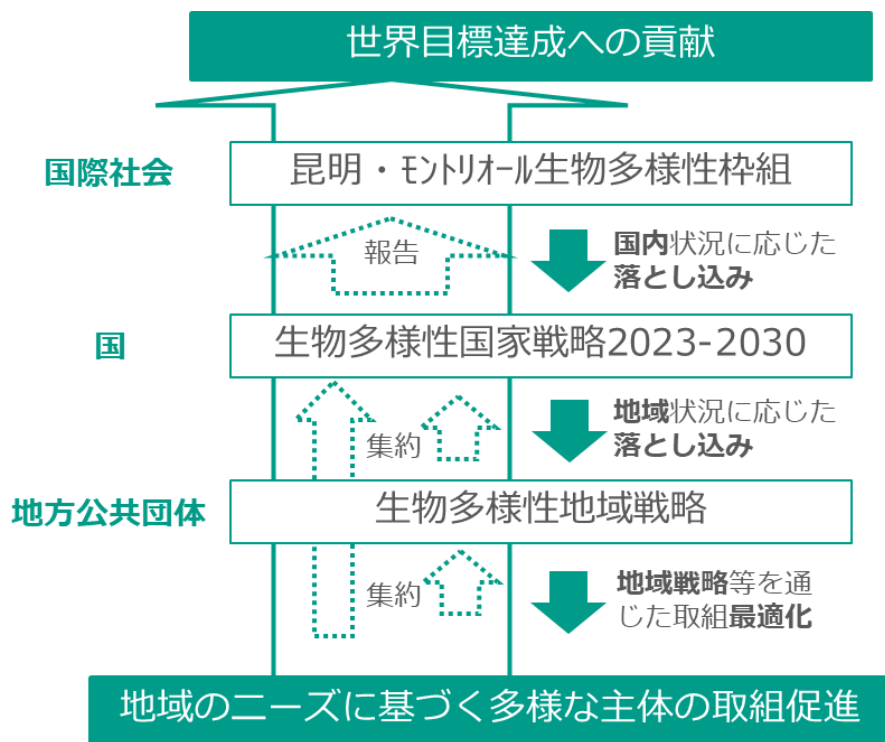 世界目標達成への貢献
国際社会
昆明・ﾓﾝﾄﾘｵｰﾙ生物多様性枠組
報告
国内状況に応じた
落とし込み
国
生物多様性国家戦略2023-2030
集約
地域状況に応じた
落とし込み
地方公共団体
生物多様性地域戦略
集約
地域戦略等を通
じた取組最適化
地域のニーズに基づく多様な主体の取組促進